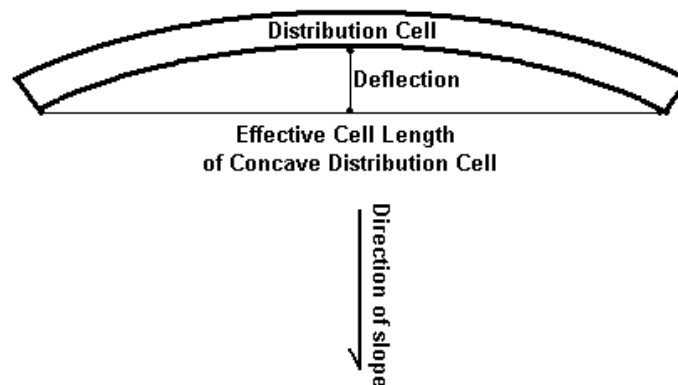 Distribution Cell
Deflection
Effective Cell Length
of Concave Distribution Cell
Direction of slope